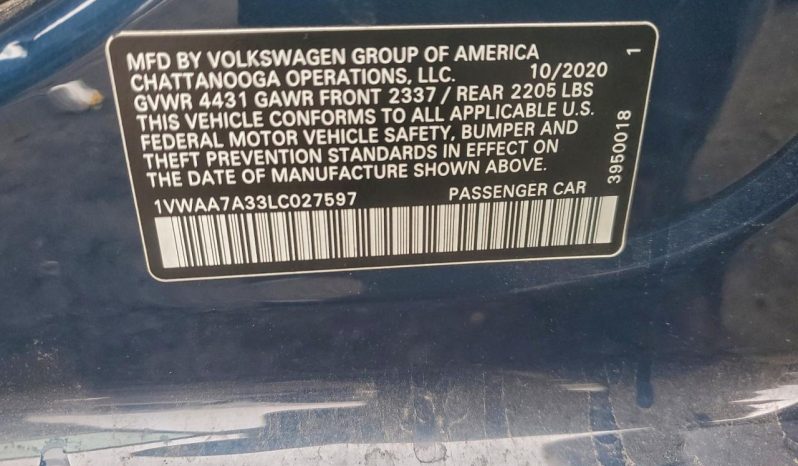 MFD BY VOLKSWAGEN GROUP OF AMERICA
CHATTANOOGA OPERATIONS, LLC. 10/2020
GVWR 4431 GAWR FRONT 2337 / REAR 2205 LBS
THIS VEHICLE CONFORMS TO ALL APPLICABLE U.S.
FEDERAL MOTOR VEHICLE SAFETY, BUMPER AND
THEFT PREVENTION STANDARDS IN EFFECT ON
THE DATE OF MANUFACTURE SHOWN ABOVE.
1VWAA7A33LC027597 PASSENGER CAR
3950018 1